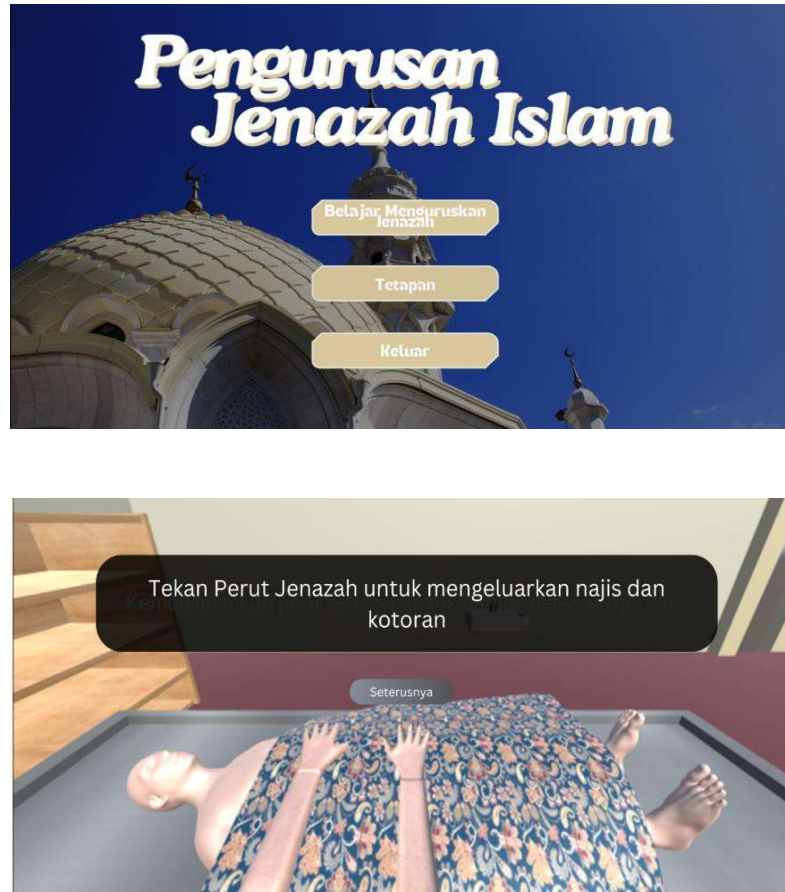 Pengurusan
Jenazah Islam
Belajar Menguruskan
Jenazah
Tetapan
Keluar
Tekan Perut Jenazah untuk mengeluarkan najis dan
kotoran
Seterusnya